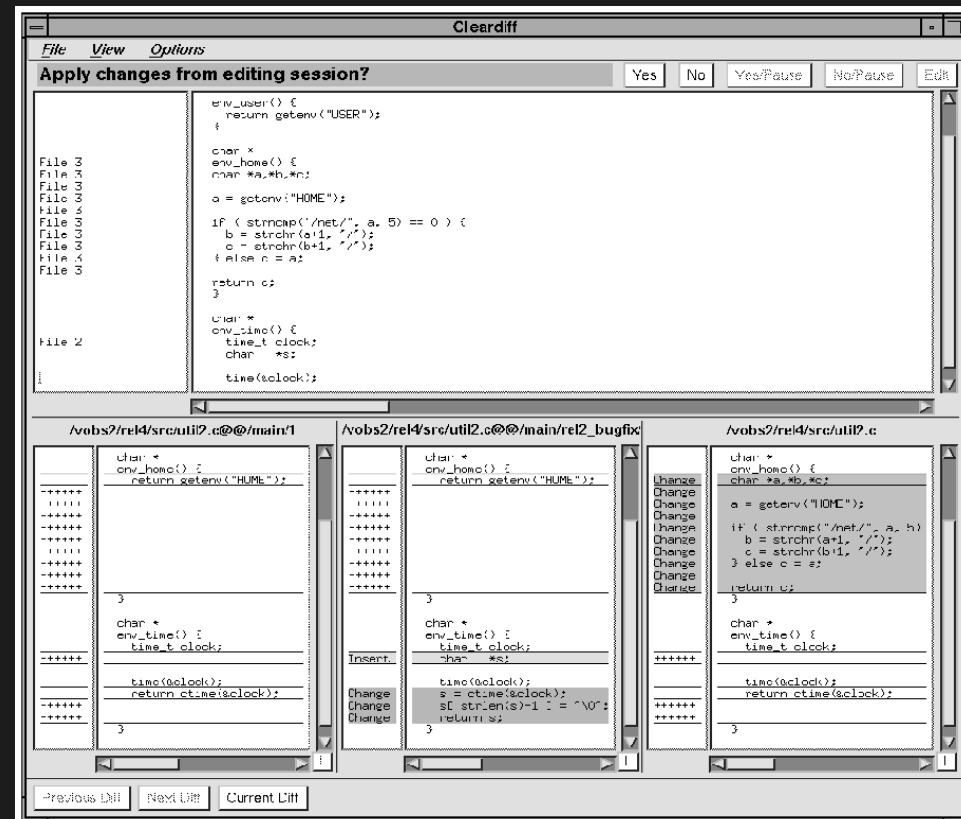 Cleardiff
File View Options
Apply changes from editing session? Yes No Yes/Pause No/Pause Edit
env_user() {
return getenv("USER");
char *
File 3 env_home() {
File 3 char *a,*b,*c;
File 3
File 3 a = getenv("HOME");
File 3
File 3 if ( strncmp("/net/", a, 5) == 0 ) {
File 3 b = strchr(a+1, '/');
File 3 c = strchr(b+1, '/');
File 3 } else c = a;
File 3
return c;
}
char *
env_time() {
File 2 time_t clock;
char *s;
time(&clock);
/vobs2/rel4/src/util2.c@@/main/1
char *
env_home() {
return getenv("HOME");
-+++++
-+++++
-+++++
-+++++
-+++++
-+++++
-+++++
-+++++
-+++++
}
char *
env_time() {
time_t clock;
-+++++
time(&clock);
return ctime(&clock);
-+++++
-+++++
}
/vobs2/rel4/src/util2.c@@/main/rel2_bugfix
char *
env_home() {
return getenv("HOME");
-+++++
-+++++
-+++++
-+++++
-+++++
-+++++
-+++++
-+++++
-+++++
}
char *
env_time() {
time_t clock;
Insert. char *s;
time(&clock);
Change s = ctime(&clock);
Change s[ strlen(s)-1 ] = '\0';
Change return s;
}
/vobs2/rel4/src/util2.c
char *
env_home() {
Change char *a,*b,*c;
Change
Change a = getenv("HOME");
Change
Change if ( strncmp("/net/", a, 5)
Change b = strchr(a+1, '/');
Change c = strchr(b+1, '/');
Change } else c = a;
Change
Change return c;
}
char *
env_time() {
time_t clock;
++++++
time(&clock);
return ctime(&clock);
++++++
++++++
}
Previous Diff Next Diff Current Diff